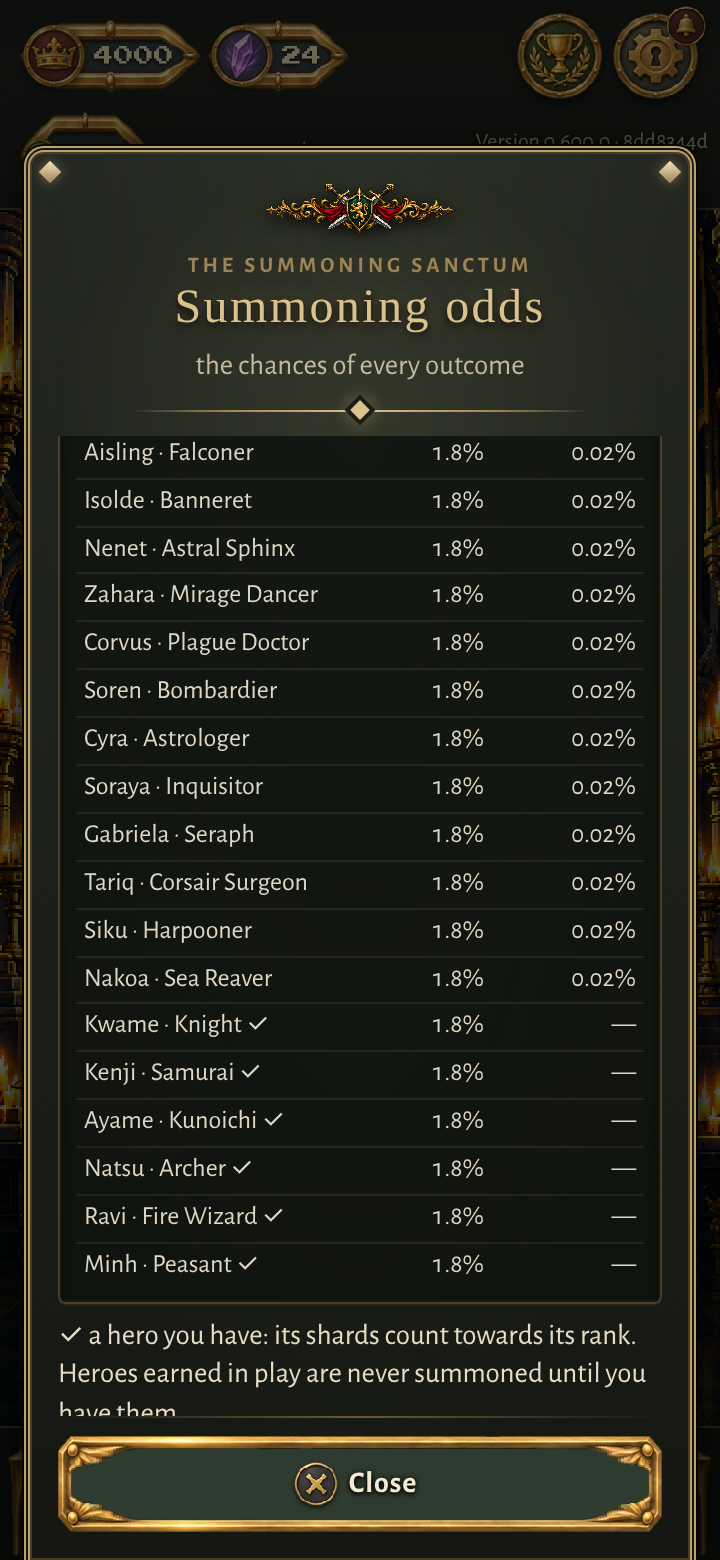 4000
24
Version 0.600.0 · 8dd8344d
THE SUMMONING SANCTUM
Summoning odds
the chances of every outcome
Aisling · Falconer 1.8% 0.02%
Isolde · Banneret 1.8% 0.02%
Nenet · Astral Sphinx 1.8% 0.02%
Zahara · Mirage Dancer 1.8% 0.02%
Corvus · Plague Doctor 1.8% 0.02%
Soren · Bombardier 1.8% 0.02%
Cyra · Astrologer 1.8% 0.02%
Soraya · Inquisitor 1.8% 0.02%
Gabriela · Seraph 1.8% 0.02%
Tariq · Corsair Surgeon 1.8% 0.02%
Siku · Harpooner 1.8% 0.02%
Nakoa · Sea Reaver 1.8% 0.02%
Kwame · Knight ✓ 1.8% —
Kenji · Samurai ✓ 1.8% —
Ayame · Kunoichi ✓ 1.8% —
Natsu · Archer ✓ 1.8% —
Ravi · Fire Wizard ✓ 1.8% —
Minh · Peasant ✓ 1.8% —
✓ a hero you have: its shards count towards its rank.
Heroes earned in play are never summoned until you
have them
Close